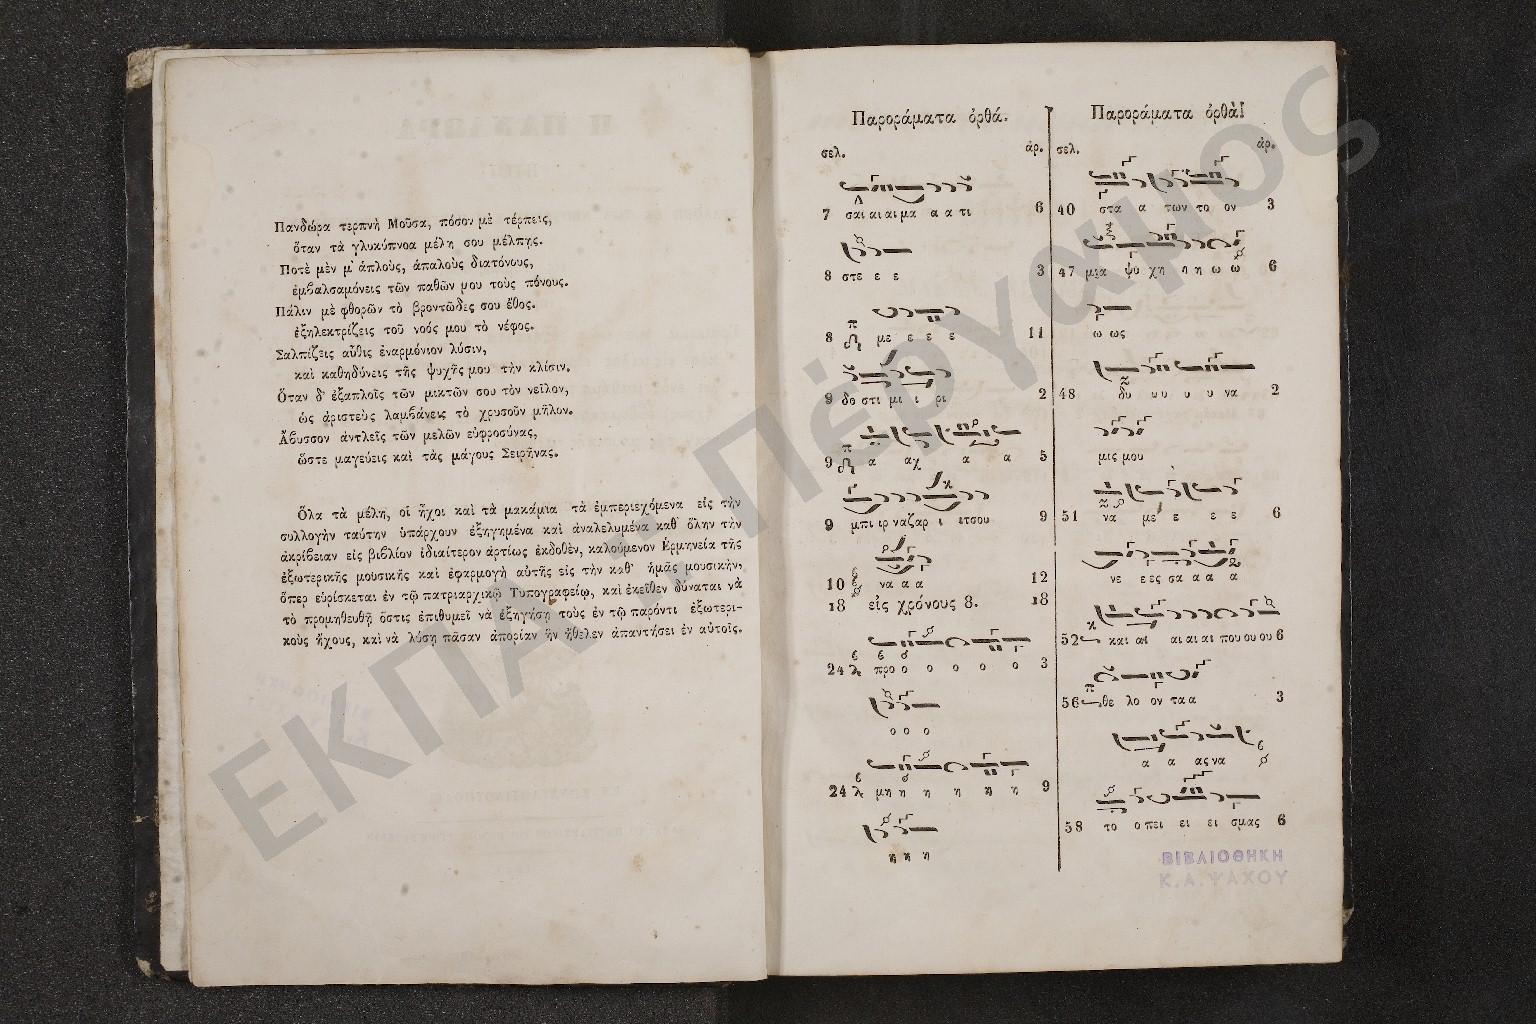 Πανδώρα τερπνὴ Μοῦσα, πόσον μὲ τέρπεις,
ὅταν τὰ γλυκύπνοα μέλη σου μέλπῃς.
Ποτὲ μὲν μ' ἁπλοὺς, ἁπαλοὺς διατόνους,
ἐμβαλσαμόνεις τῶν παθῶν μου τοὺς πόνους.
Πάλιν μὲ φθορῶν τὸ βροντῶδες σου ἔθος.
ἐξηλεκτρίζεις τοῦ νοός μου τὸ νέφος.
Σαλπίζεις αὖθις ἐναρμόνιον λύσιν,
καὶ καθηδύνεις τῆς ψυχῆς μου τὴν κλίσιν.
Ὅταν δ' ἐξαπλοῖς τῶν μικτῶν σου τὸν νεῖλον,
ὡς ἀριστεὺς λαμβάνεις τὸ χρυσοῦν μῆλον.
Ἄβυσσον ἀντλεῖς τῶν μελῶν εὐφροσύνας,
ὥστε μαγεύεις καὶ τὰς μάγους Σειρῆνας.
Ὅλα τὰ μέλη, οἱ ἦχοι καὶ τὰ μακάμια τὰ ἐμπεριεχόμενα εἰς τὴν
συλλογὴν ταύτην ὑπάρχουν ἐξηγημένα καὶ ἀναλελυμένα καθ' ὅλην τὴν
ἀκρίβειαν εἰς βιβλίον ἰδιαίτερον ἀρτίως ἐκδοθὲν, καλούμενον Ἑρμηνεία τῆς
ἐξωτερικῆς μουσικῆς καὶ ἐφαρμογὴ αὐτῆς εἰς τὴν καθ' ἡμᾶς μουσικὴν,
ὅπερ εὑρίσκεται ἐν τῷ πατριαρχικῷ Τυπογραφείῳ, καὶ ἐκεῖθεν δύναται νὰ
τὸ προμηθευθῇ ὅστις ἐπιθυμεῖ νὰ ἐξηγήσῃ τοὺς ἐν τῷ παρόντι ἐξωτερι-
κοὺς ἤχους, καὶ νὰ λύσῃ πᾶσαν ἀπορίαν ἣν ἤθελεν ἀπαντήσει ἐν αὐτοῖς.
Παροράματα ὀρθά.
σελ. ἀρ.
7 σαι αι αι μα α α τι 6
8 στε ε ε 3
8 με ε ε ε 11
9 δο στι μι ι ρι 2
9 α αχ α α 5
9 μπι ιρ ναζαρ ι ετσου 9
10 να α α 12
18 εἰς χρόνους 8. 18
24 προ ο ο ο ο ο 3
ο ο ο
24 μη η η η η η 9
η η η
Παροράματα ὀρθὰ
σελ. ἀρ.
40 στα α των το ον 3
47 μια ψυ χη η η ω ω 6
ω ως
48 δυ υυ υ υ να 2
μις μου
51 να με ε ε ε 6
νε ε ες σα α α α
52 και αι αι αι αι που ου ου 6
56 θε λο ον τα α 3
α α ας να
58 το ο πει ει ει σμας 6
ΒΙΒΛΙΟΘΗΚΗ
Κ. Α. ΨΑΧΟΥ
ΕΚΠΑ Πέργαμος